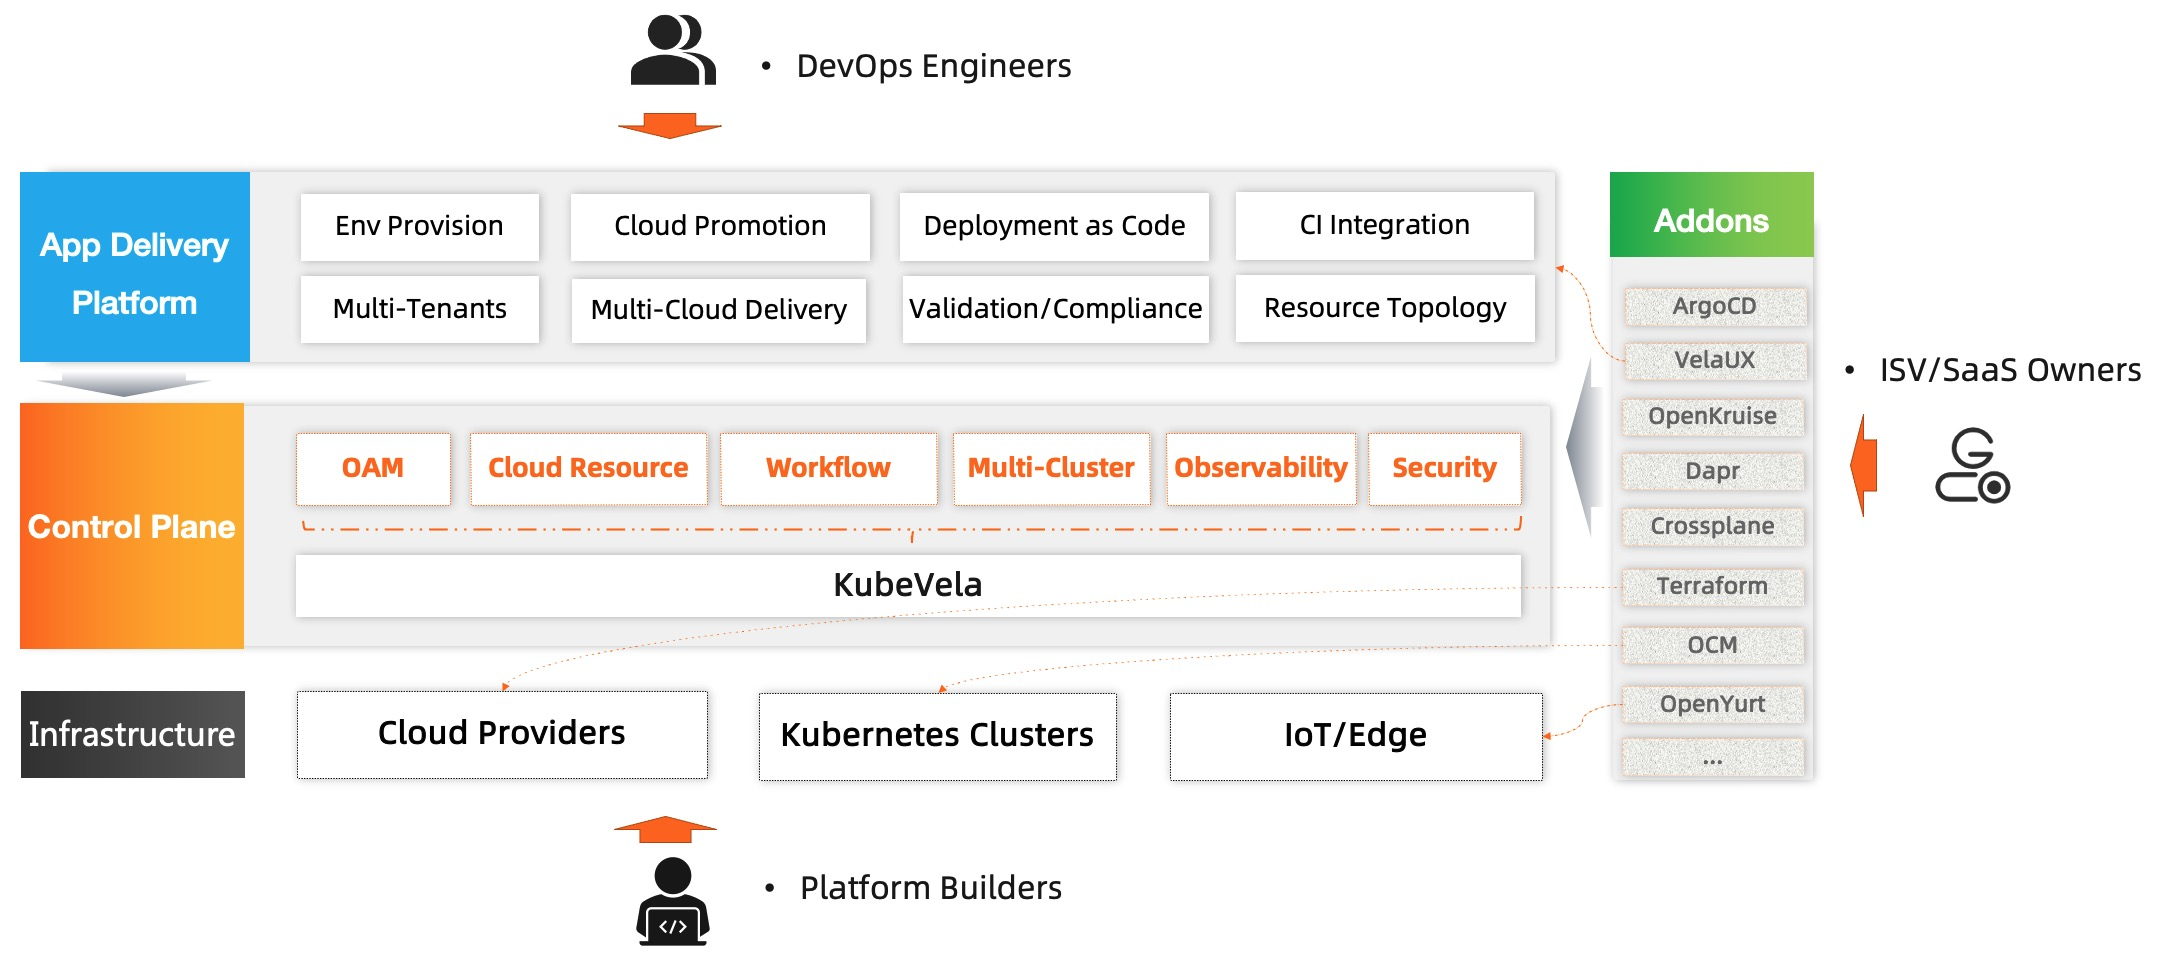 • DevOps Engineers
App Delivery
Platform
Env Provision
Cloud Promotion
Deployment as Code
CI Integration
Multi-Tenants
Multi-Cloud Delivery
Validation/Compliance
Resource Topology
Control Plane
OAM
Cloud Resource
Workflow
Multi-Cluster
Observability
Security
KubeVela
Infrastructure
Cloud Providers
Kubernetes Clusters
IoT/Edge
Addons
ArgoCD
VelaUX
OpenKruise
Dapr
Crossplane
Terraform
OCM
OpenYurt
...
• ISV/SaaS Owners
• Platform Builders
</>